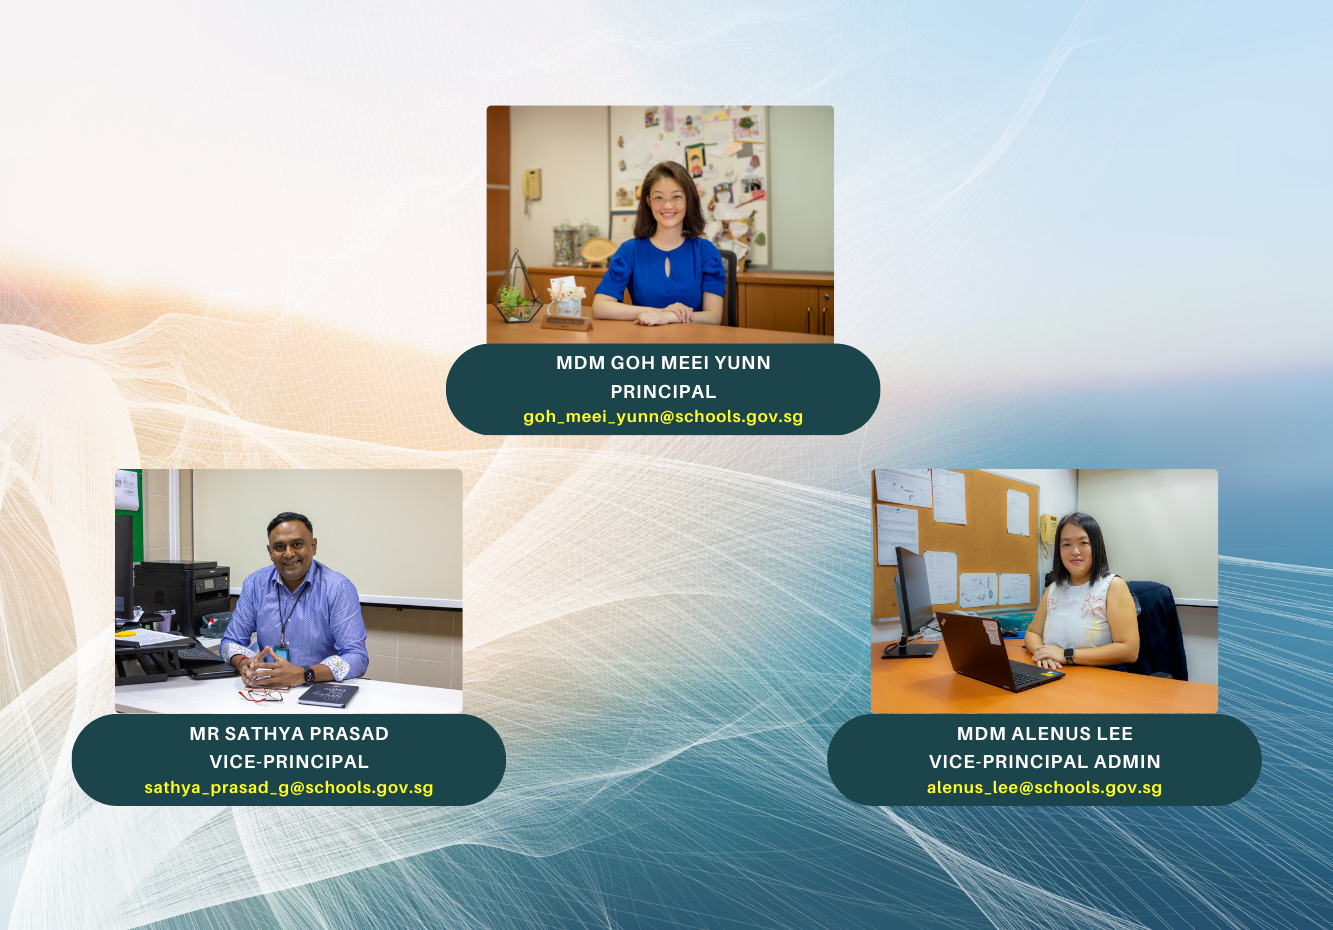 MDM GOH MEEI YUNN
PRINCIPAL
goh_meei_yunn@schools.gov.sg
MR SATHYA PRASAD
VICE-PRINCIPAL
sathya_prasad_g@schools.gov.sg
MDM ALENUS LEE
VICE-PRINCIPAL ADMIN
alenus_lee@schools.gov.sg